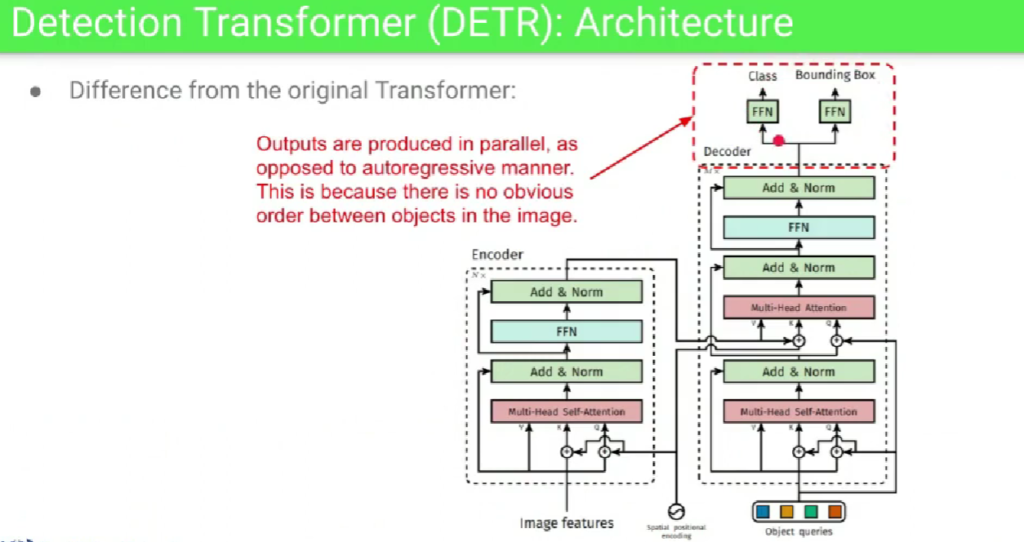 Detection Transformer (DETR): Architecture
● Difference from the original Transformer:
Outputs are produced in parallel, as
opposed to autoregressive manner.
This is because there is no obvious
order between objects in the image.
Class Bounding Box
FFN FFN
Decoder
N×
Add & Norm
FFN
Add & Norm
Multi-Head Attention
V K Q
Add & Norm
Multi-Head Self-Attention
V K Q
Object queries
Encoder
N×
Add & Norm
FFN
Add & Norm
Multi-Head Self-Attention
V K Q
Image features
Spatial positional
encoding